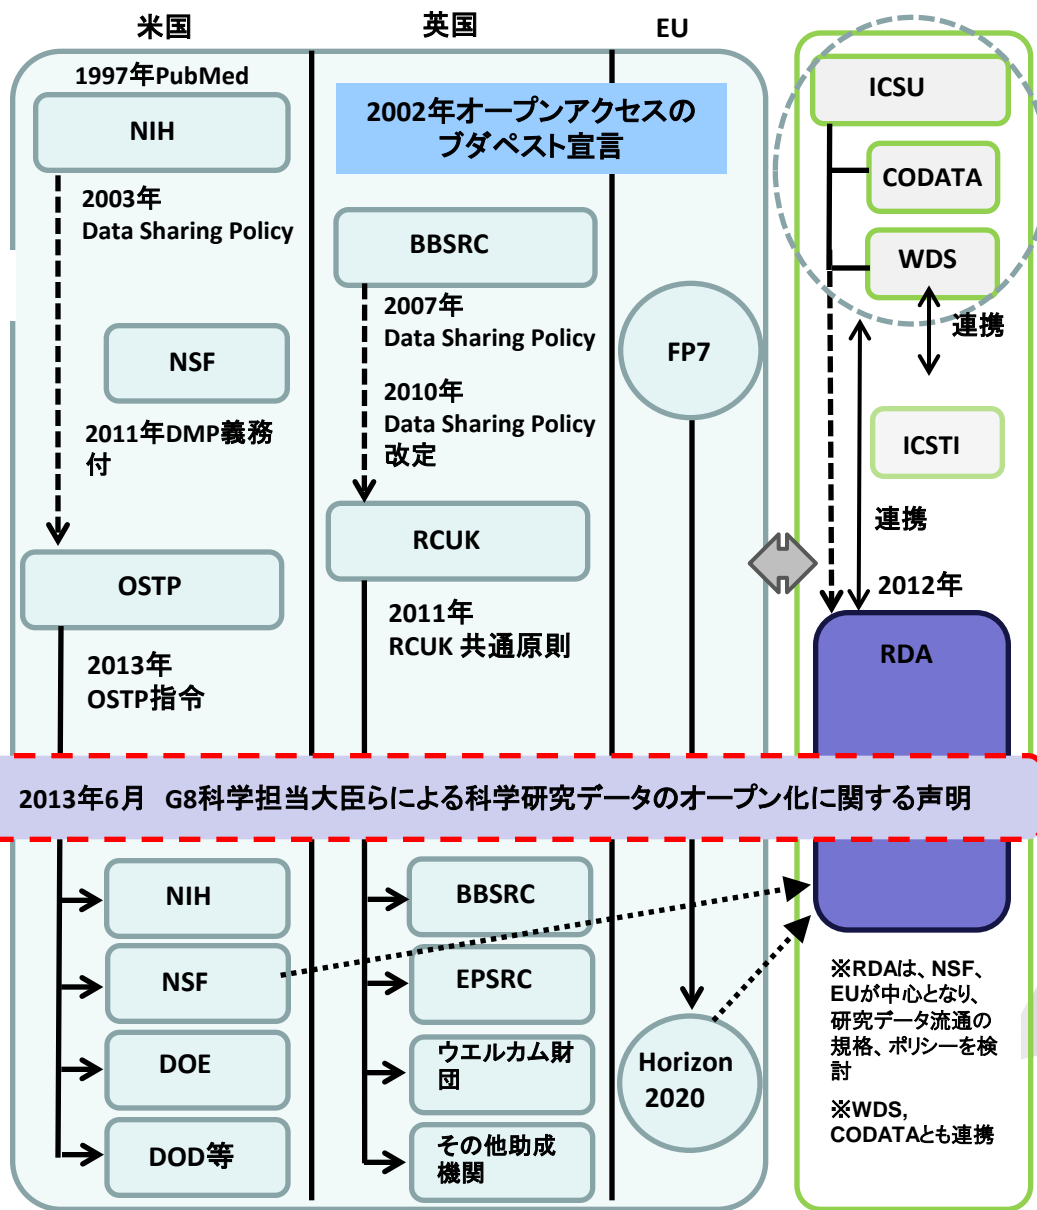 米国
英国
EU
1997年PubMed
NIH
2003年
Data Sharing Policy
NSF
2011年DMP義務
付
OSTP
2013年
OSTP指令
2002年オープンアクセスの
ブダペスト宣言
BBSRC
2007年
Data Sharing Policy
2010年
Data Sharing Policy
改定
RCUK
2011年
RCUK 共通原則
FP7
ICSU
CODATA
WDS
連携
ICSTI
連携
2012年
RDA
2013年6月 G8科学担当大臣らによる科学研究データのオープン化に関する声明
NIH
NSF
DOE
DOD等
BBSRC
EPSRC
ウエルカム財
団
その他助成
機関
Horizon
2020
※RDAは、NSF、
EUが中心となり、
研究データ流通の
規格、ポリシーを検
討
※WDS,
CODATAとも連携